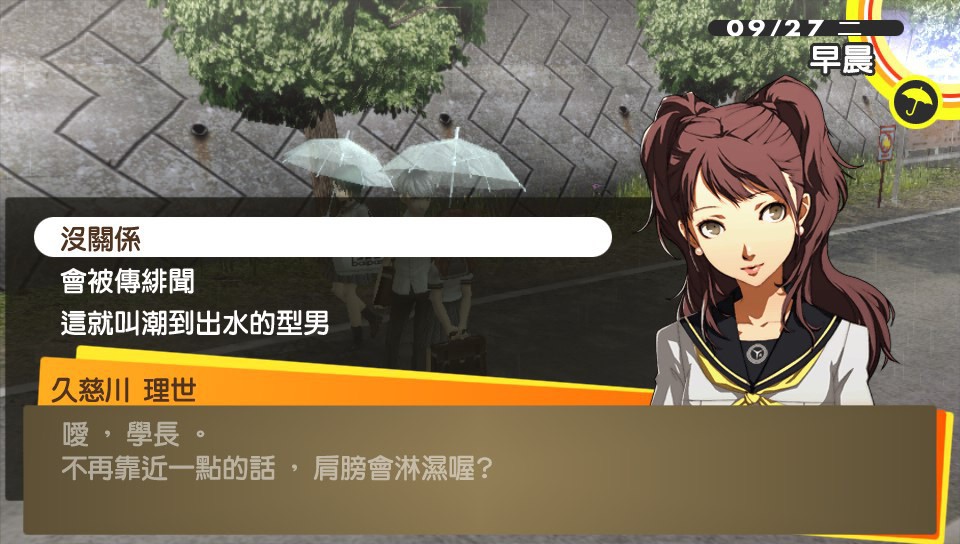 09/27 二
早晨
沒關係
會被傳緋聞
這就叫潮到出水的型男
久慈川 理世
噯，學長。
不再靠近一點的話，肩膀會淋濕喔?